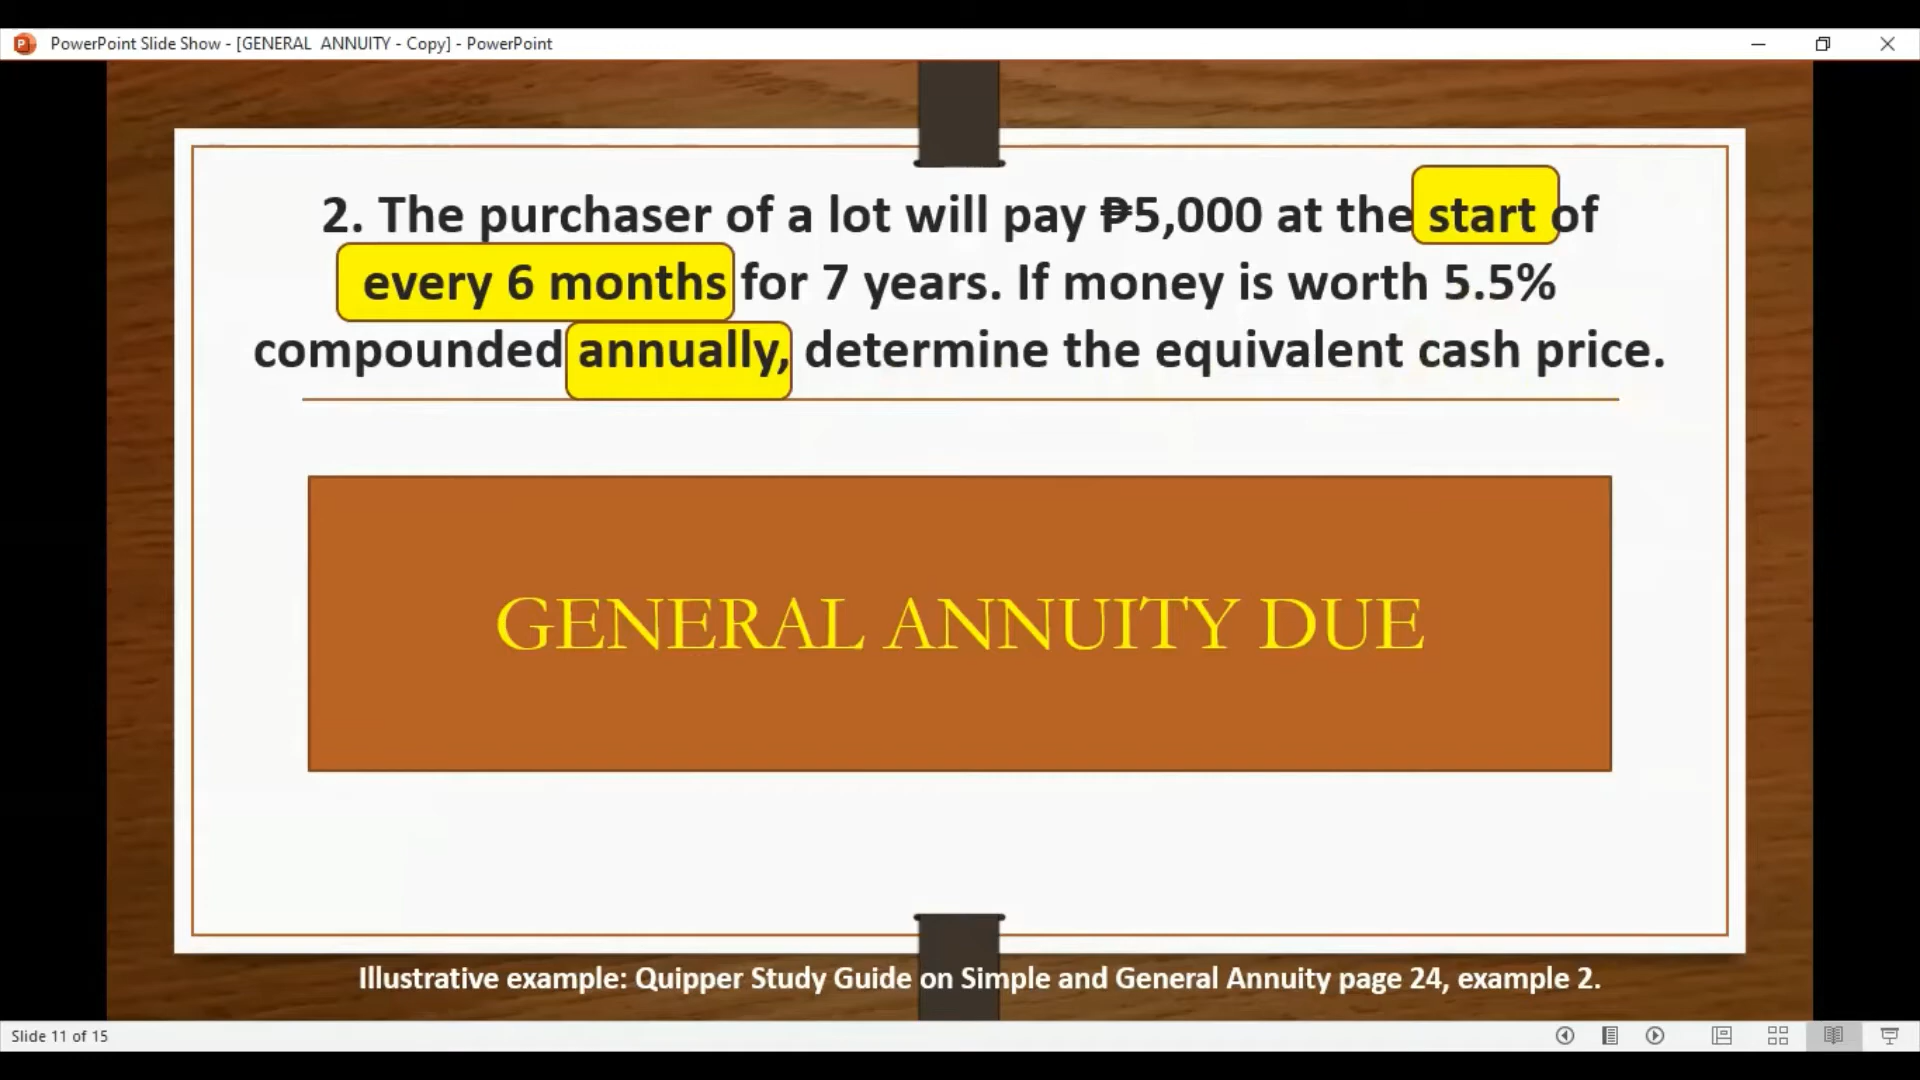 PowerPoint Slide Show - [GENERAL  ANNUITY - Copy] - PowerPoint
2. The purchaser of a lot will pay ₱5,000 at the start of
every 6 months for 7 years. If money is worth 5.5%
compounded annually, determine the equivalent cash price.
GENERAL ANNUITY DUE
Illustrative example: Quipper Study Guide on Simple and General Annuity page 24, example 2.
Slide 11 of 15